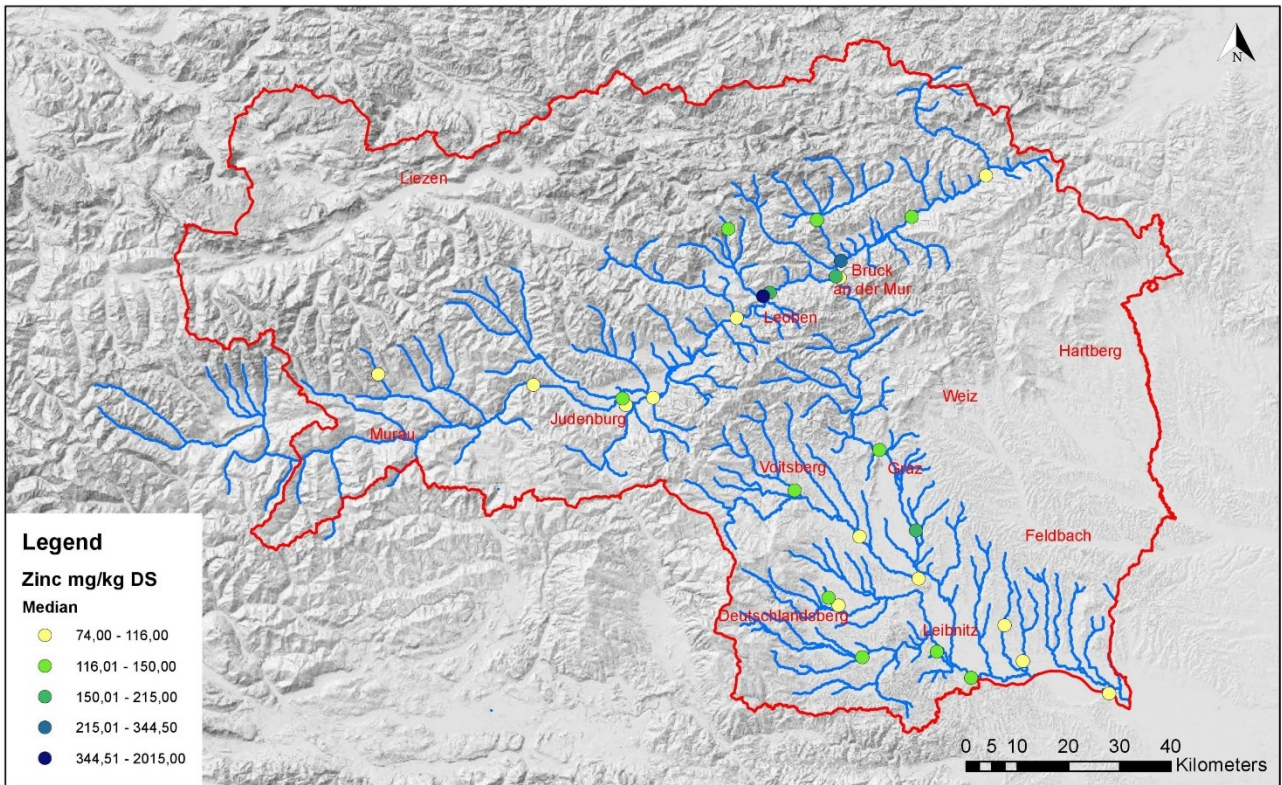 N
Liezen
Bruck
an der Mur
Leoben
Hartberg
Weiz
Judenburg
Murau
Voitsberg
Graz
Feldbach
Deutschlandsberg
Leibnitz
Legend
Zinc mg/kg DS
Median
74,00 - 116,00
116,01 - 150,00
150,01 - 215,00
215,01 - 344,50
344,51 - 2015,00
0 5 10 20 30 40
Kilometers